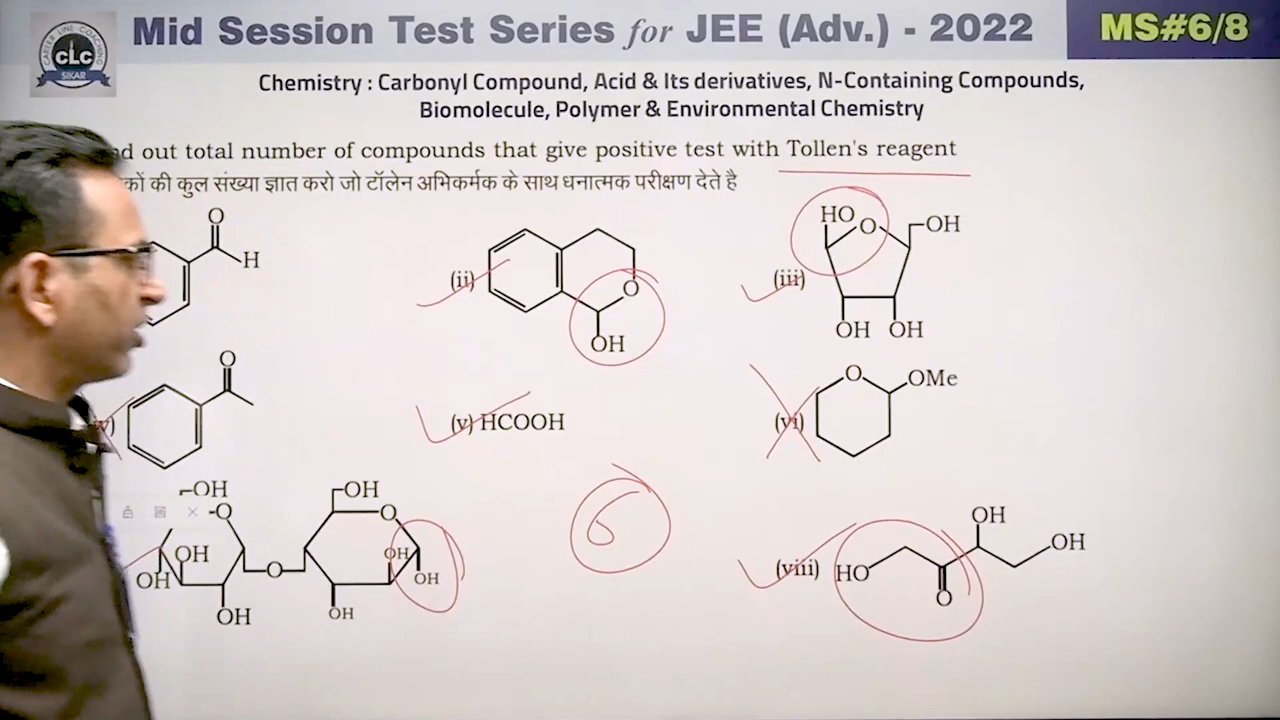 Mid Session Test Series for JEE (Adv.) - 2022
MS#6/8
CAREER LINE COACHING
CLC
SIKAR
Chemistry : Carbonyl Compound, Acid & Its derivatives, N-Containing Compounds,
Biomolecule, Polymer & Environmental Chemistry
out total number of compounds that give positive test with Tollen's reagent
की कुल संख्या ज्ञात करो जो टॉलेन अभिकर्मक के साथ धनात्मक परीक्षण देते है
O
H
(ii)
O
OH
(iii)
HO
O
OH
OH OH
O
(v) HCOOH
(vi)
O
OMe
OH
O
OH
OH
OH
O
OH
O
OH
OH
OH
6
(viii)
HO
O
OH
OH